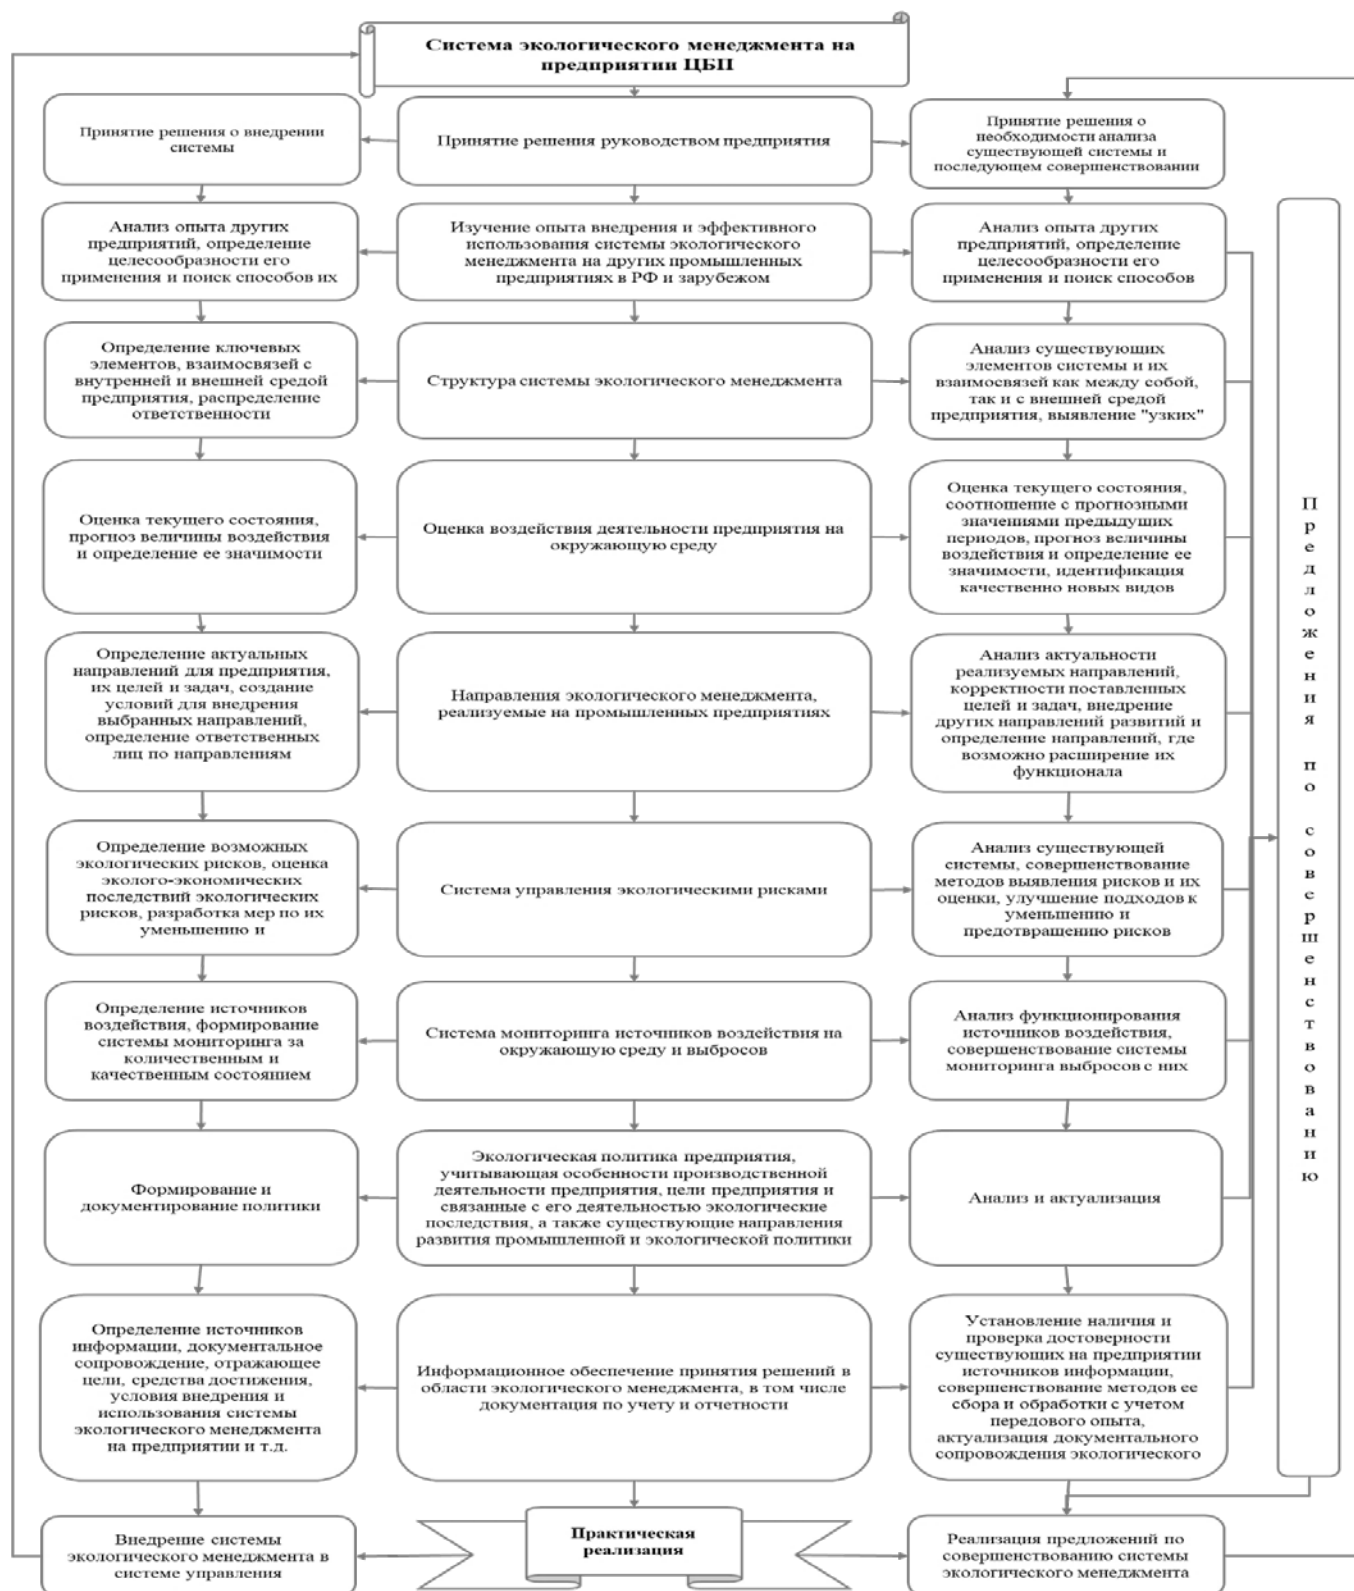 Система экологического менеджмента на
предприятии ЦБП
Принятие решения о внедрении
системы
Принятие решения руководством предприятия
Принятие решения о
необходимости анализа
существующей системы и
последующем совершенствовании
Анализ опыта других
предприятий, определение
целесообразности его
применения и поиск способов их
Изучение опыта внедрения и эффективного
использования системы экологического
менеджмента на других промышленных
предприятиях в РФ и зарубежом
Анализ опыта других
предприятий, определение
целесообразности его
применения и поиск способов
Определение ключевых
элементов, взаимосвязей с
внутренней и внешней средой
предприятия, распределение
ответственности
Структура системы экологического менеджмента
Анализ существующих
элементов системы и их
взаимосвязей как между собой,
так и с внешней средой
предприятия, выявление "узких"
Оценка текущего состояния,
прогноз величины воздействия
и определение ее значимости
Оценка воздействия деятельности предприятия на
окружающую среду
Оценка текущего состояния,
соотношение с прогнозными
значениями предыдущих
периодов, прогноз величины
воздействия и определение ее
значимости, идентификация
качественно новых видов
Определение актуальных
направлений для предприятия,
их целей и задач, создание
условий для внедрения
выбранных направлений,
определение ответственных
лиц по направлениям
Направления экологического менеджмента,
реализуемые на промышленных предприятиях
Анализ актуальности
реализуемых направлений,
корректности поставленных
целей и задач, внедрение
других направлений развитий и
определение направлений, где
возможно расширение их
функционала
Определение возможных
экологических рисков, оценка
эколого-экономических
последствий экологических
рисков, разработка мер по их
уменьшению и
Система управления экологическими рисками
Анализ существующей
системы, совершенствование
методов выявления рисков и их
оценки, улучшение подходов к
уменьшению и
предотвращению рисков
Определение источников
воздействия, формирование
системы мониторинга за
количественным и
качественным состоянием
Система мониторинга источников воздействия на
окружающую среду и выбросов
Анализ функционирования
источников воздействия,
совершенствование системы
мониторинга выбросов с них
Формирование и
документирование политики
Экологическая политика предприятия,
учитывающая особенности производственной
деятельности предприятия, цели предприятия и
связанные с его деятельностью экологические
последствия, а также существующие направления
развития промышленной и экологической политики
Анализ и актуализация
Определение источников
информации, документальное
сопровождение, отражающее
цели, средства достижения,
условия внедрения и
использования системы
экологического менеджмента
на предприятии и т.д.
Информационное обеспечение принятия решений в
области экологического менеджмента, в том числе
документация по учету и отчетности
Установление наличия и
проверка достоверности
существующих на предприятии
источников информации,
совершенствование методов ее
сбора и обработки с учетом
передового опыта,
актуализация документального
сопровождения экологического
Предложения по совершенствованию
Внедрение системы
экологического менеджмента в
системе управления
Практическая
реализация
Реализация предложений по
совершенствованию системы
экологического менеджмента